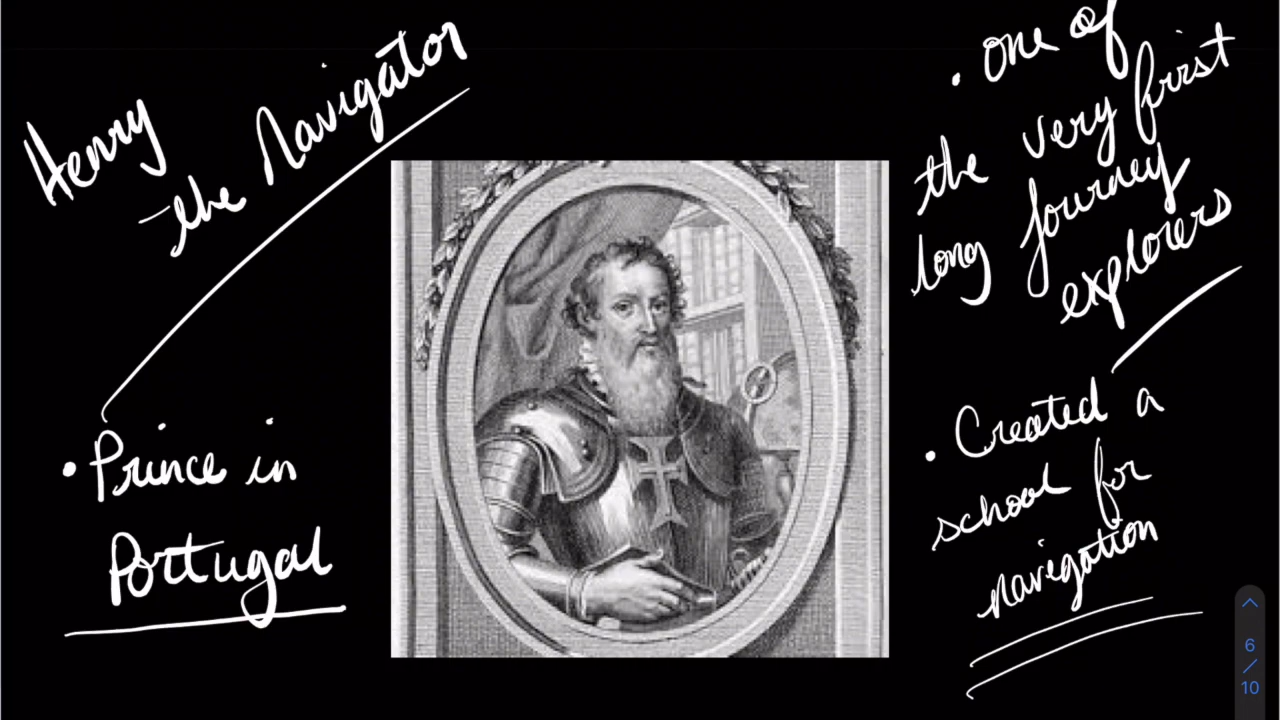 Henry
the Navigator
• Prince in
Portugal
• one of
the very first
long journey
explorers
• Created a
school for
navigation
6
/
10